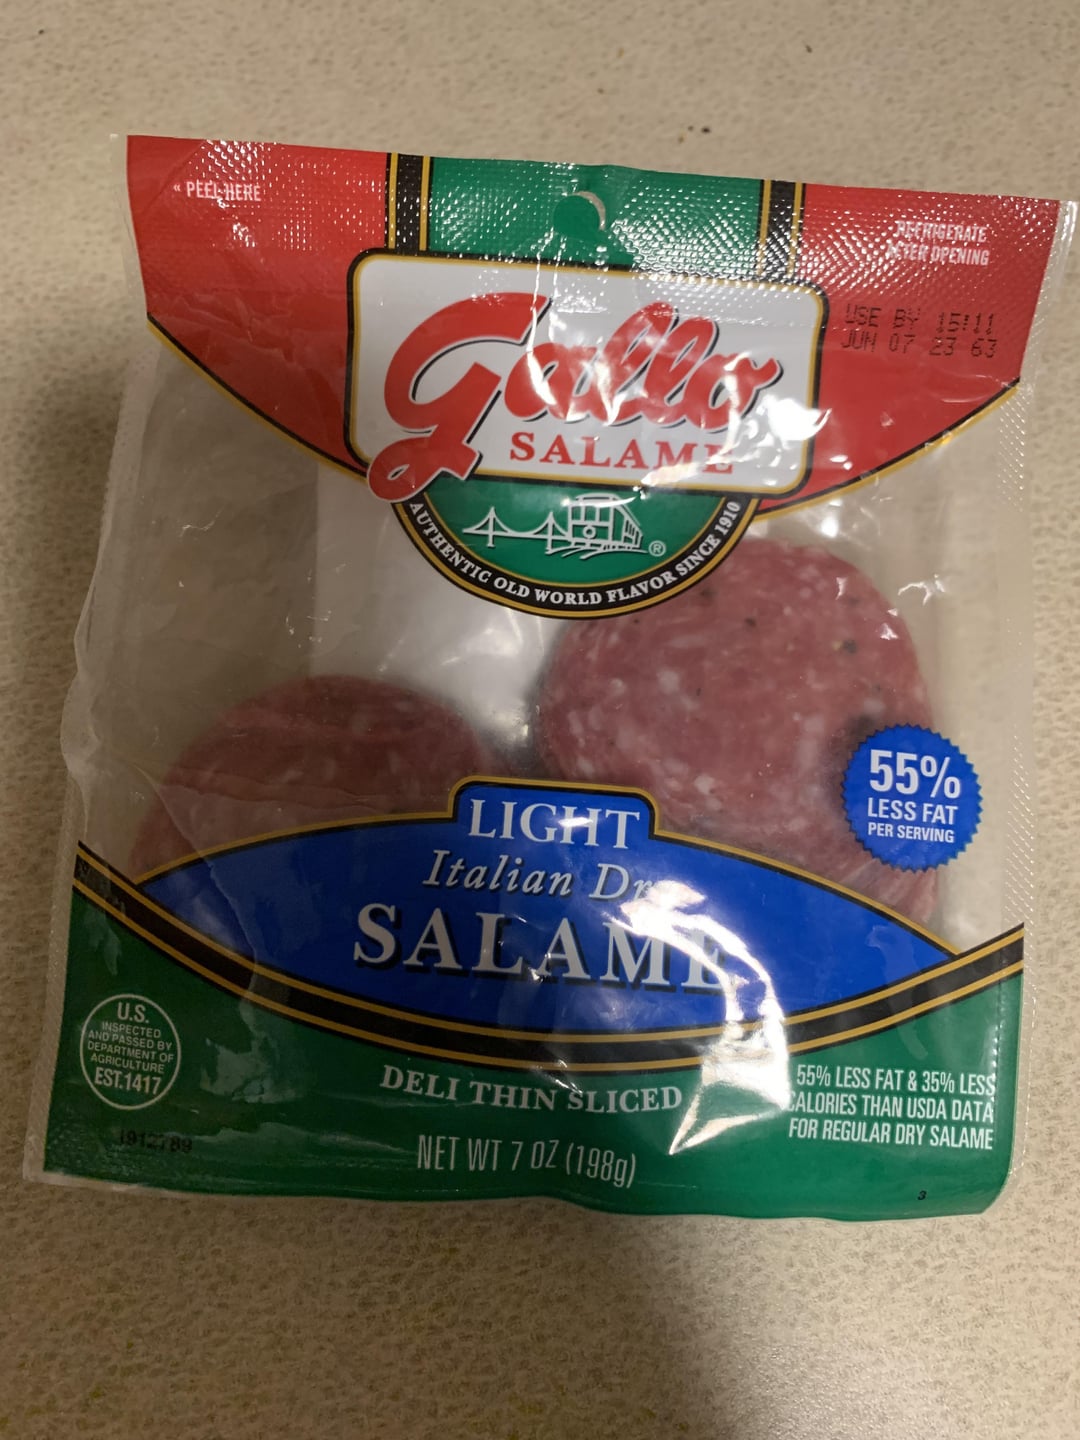 « PEEL HERE
REFRIGERATE
AFTER OPENING
USE BY 15:11
JUN 07 23 63
Gallo
SALAME
®
AUTHENTIC OLD WORLD FLAVOR SINCE 1910
55%
LESS FAT
PER SERVING
LIGHT
Italian Dry
SALAME
U.S.
INSPECTED
AND PASSED BY
DEPARTMENT OF
AGRICULTURE
EST.1417
DELI THIN SLICED
55% LESS FAT & 35% LESS
CALORIES THAN USDA DATA
FOR REGULAR DRY SALAME
1912789
NET WT 7 OZ (198g)
3